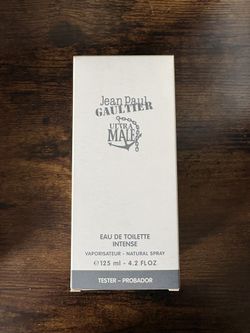 Jean Paul
GAULTIER
ULTRA
MALE
EAU DE TOILETTE
INTENSE
VAPORISATEUR - NATURAL SPRAY
℮ 125 ml - 4.2 FL.OZ
TESTER - PROBADOR